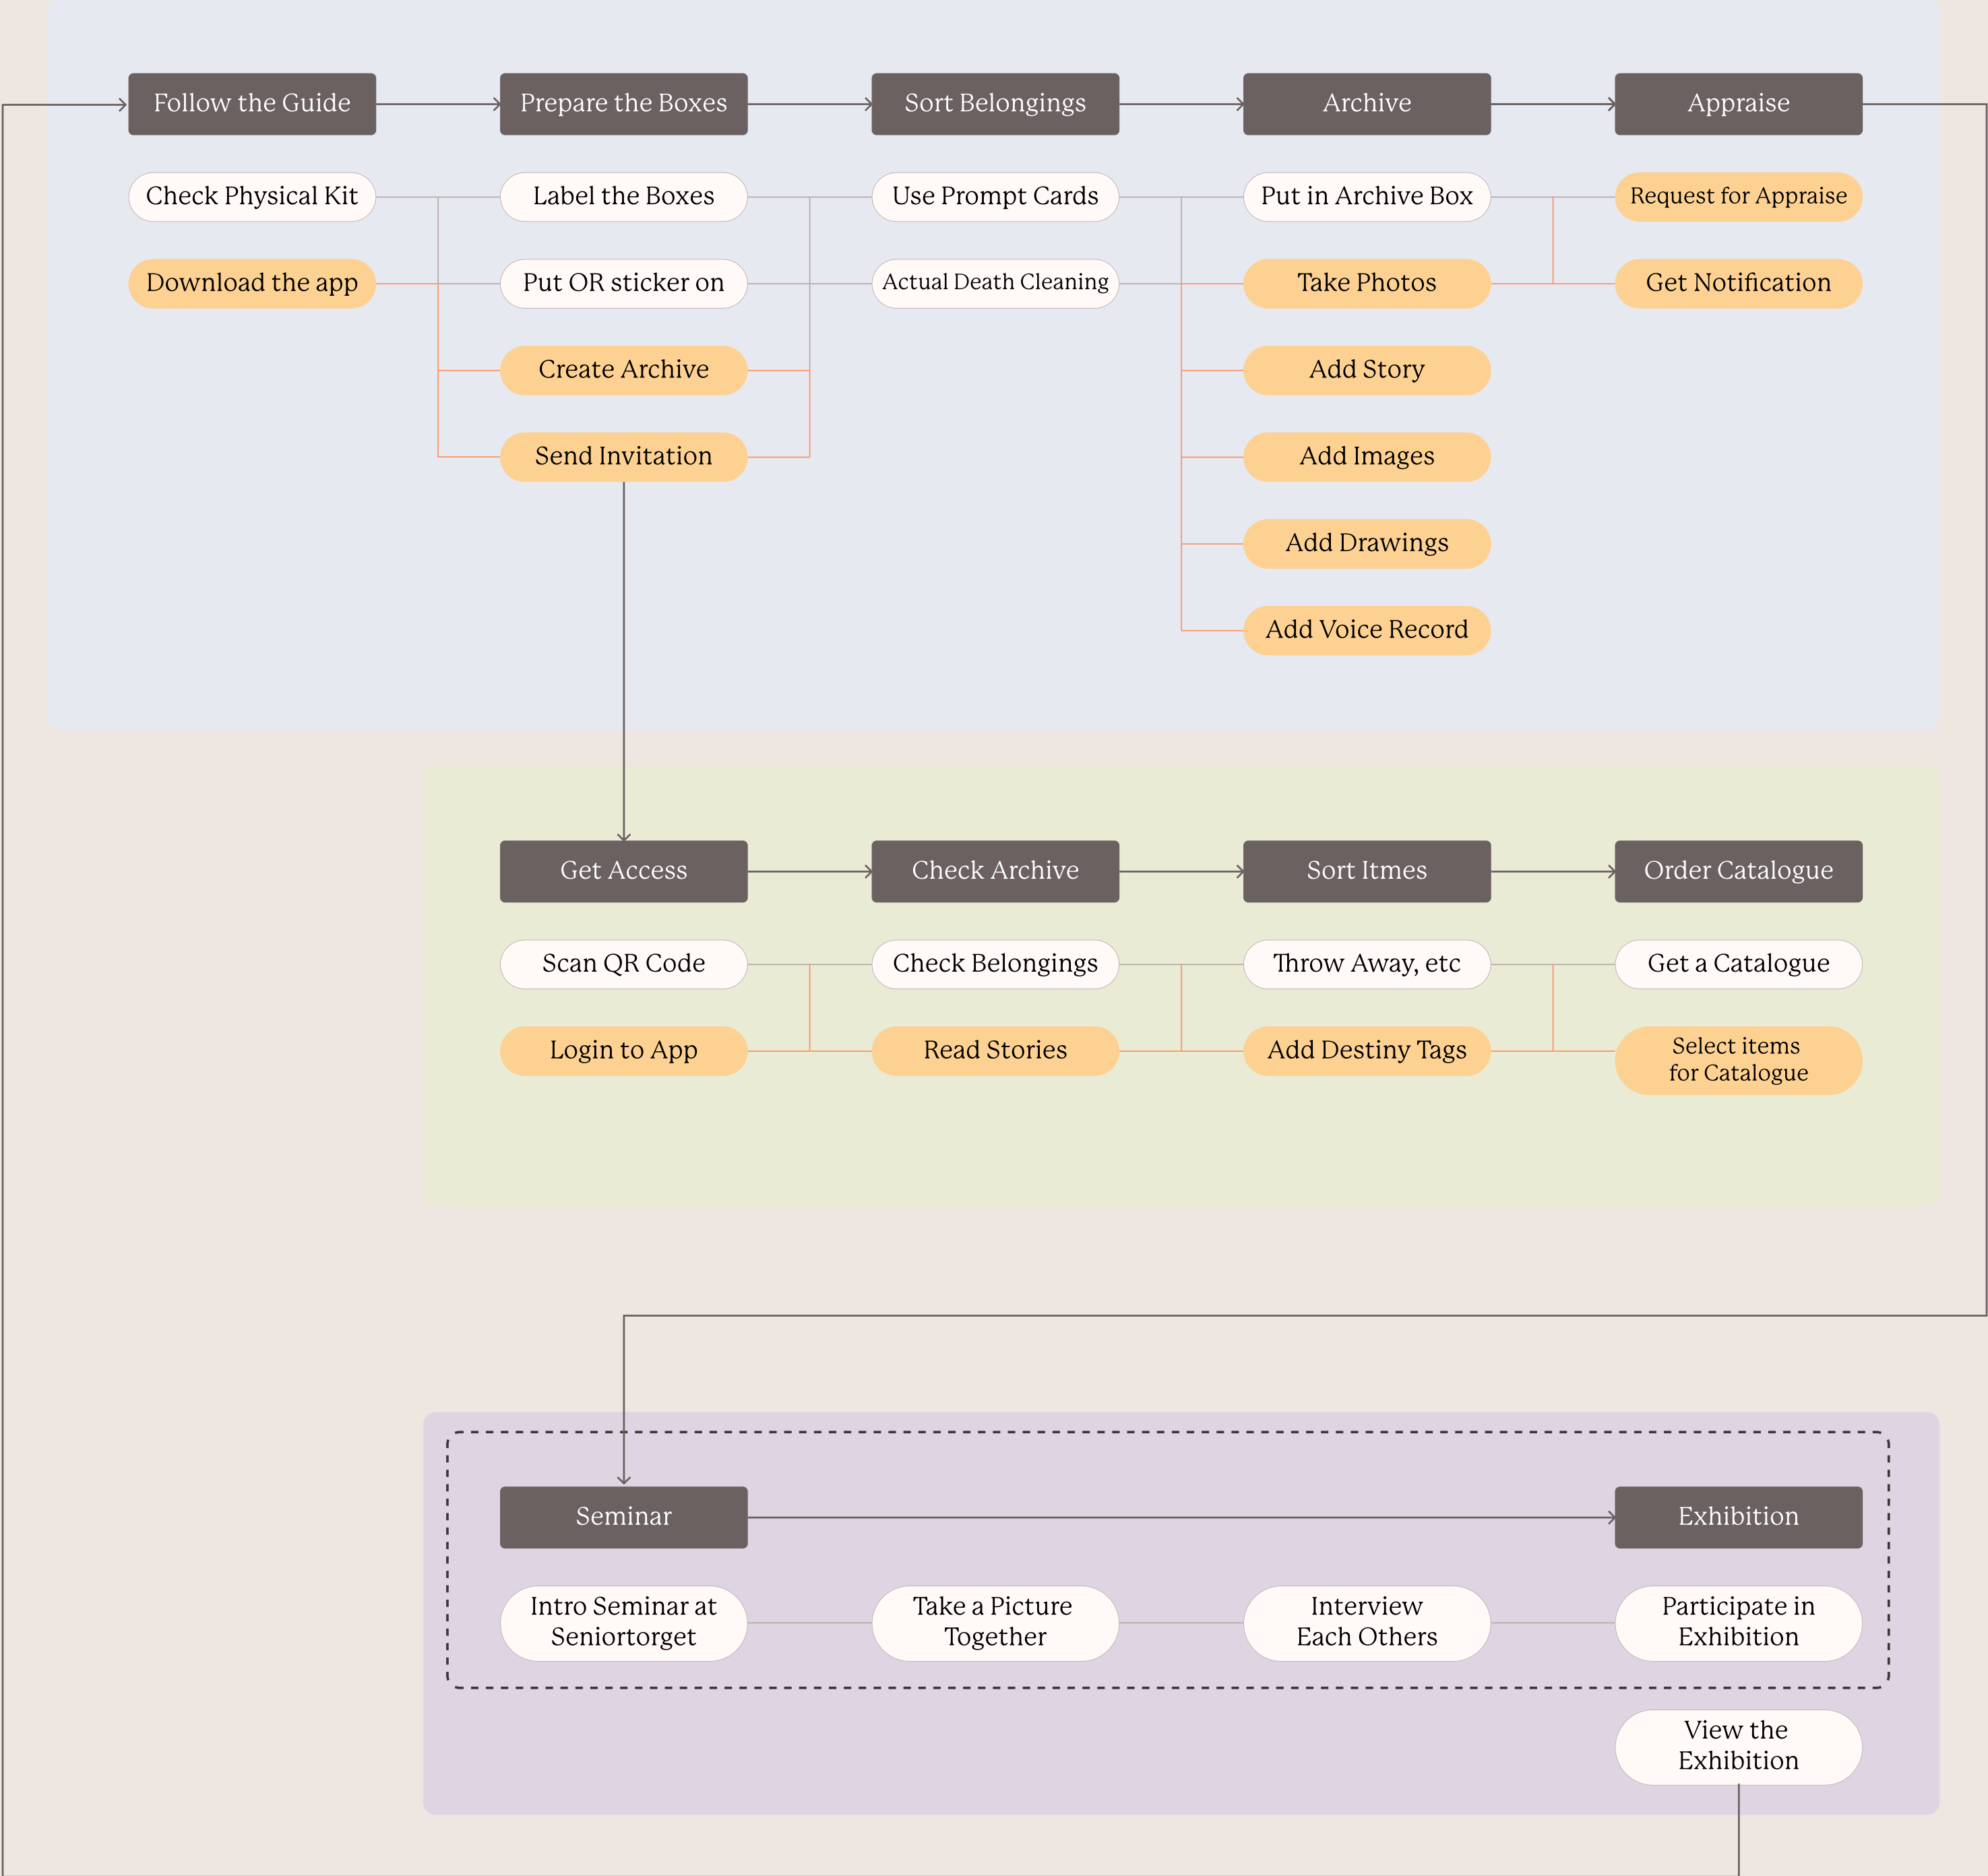 Follow the Guide
Prepare the Boxes
Sort Belongings
Archive
Appraise
Check Physical Kit
Label the Boxes
Use Prompt Cards
Put in Archive Box
Request for Appraise
Download the app
Put OR sticker on
Actual Death Cleaning
Take Photos
Get Notification
Create Archive
Add Story
Send Invitation
Add Images
Add Drawings
Add Voice Record
Get Access
Check Archive
Sort Itmes
Order Catalogue
Scan QR Code
Check Belongings
Throw Away, etc
Get a Catalogue
Login to App
Read Stories
Add Destiny Tags
Select items
for Catalogue
Seminar
Exhibition
Intro Seminar at
Seniortorget
Take a Picture
Together
Interview
Each Others
Participate in
Exhibition
View the
Exhibition